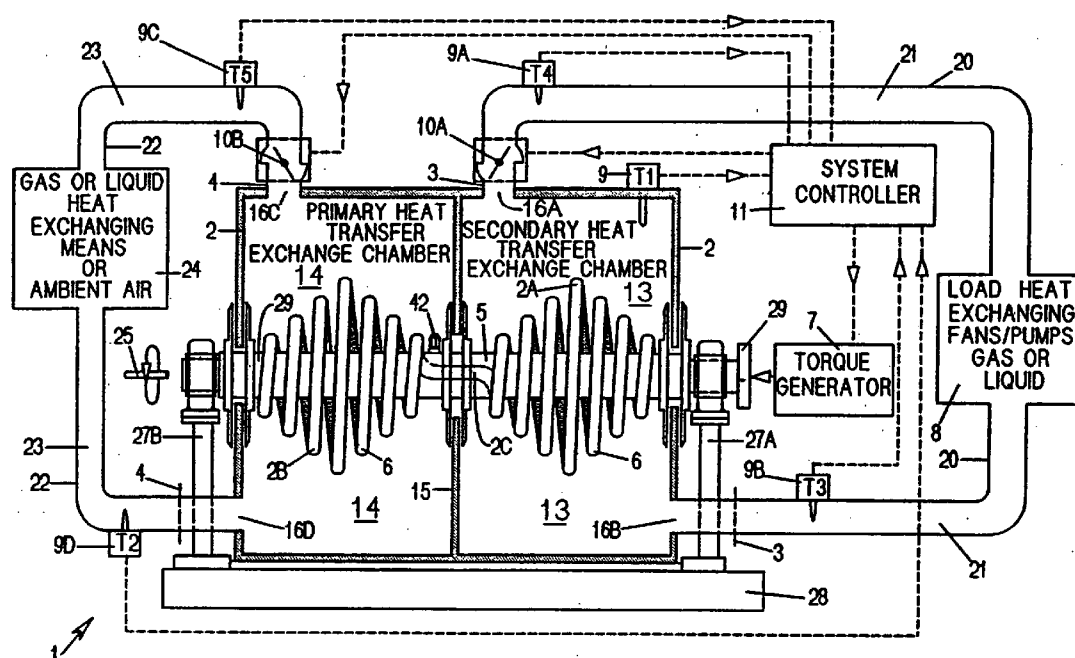 9C
23
T5
9A
T4
21
20
10B
10A
22
4
3
9
T1
SYSTEM
CONTROLLER
11
GAS OR LIQUID
HEAT
EXCHANGING
MEANS
OR
AMBIENT AIR
24
2
16C
16A
PRIMARY HEAT
TRANSFER
EXCHANGE CHAMBER
14
SECONDARY HEAT
TRANSFER
EXCHANGE CHAMBER
13
2
2A
29
42
5
7
29
TORQUE
GENERATOR
LOAD HEAT
EXCHANGING
FANS/PUMPS
GAS OR
LIQUID
8
25
27B
2B
6
2C
6
27A
20
23
22
4
15
9B
T3
14
13
16D
16B
3
21
9D
T2
28
1